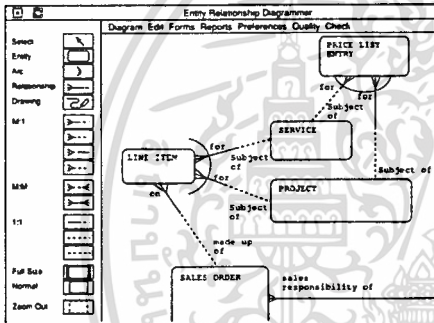 Entity Relationship Diagrammer
Diagram Edit Forms Reports Preferences Quality Check
Select
Entity
Arc
Relationship
Drawing
M:1
M:M
1:1
Full Size
Normal
Zoom Out
PRICE LIST
ENTRY
for
for
Subject
of
SERVICE
LINE ITEM
for
Subject
of
for
Subject of
PROJECT
Subject
of
on
made up
of
SALES ORDER
sales
responsibility of